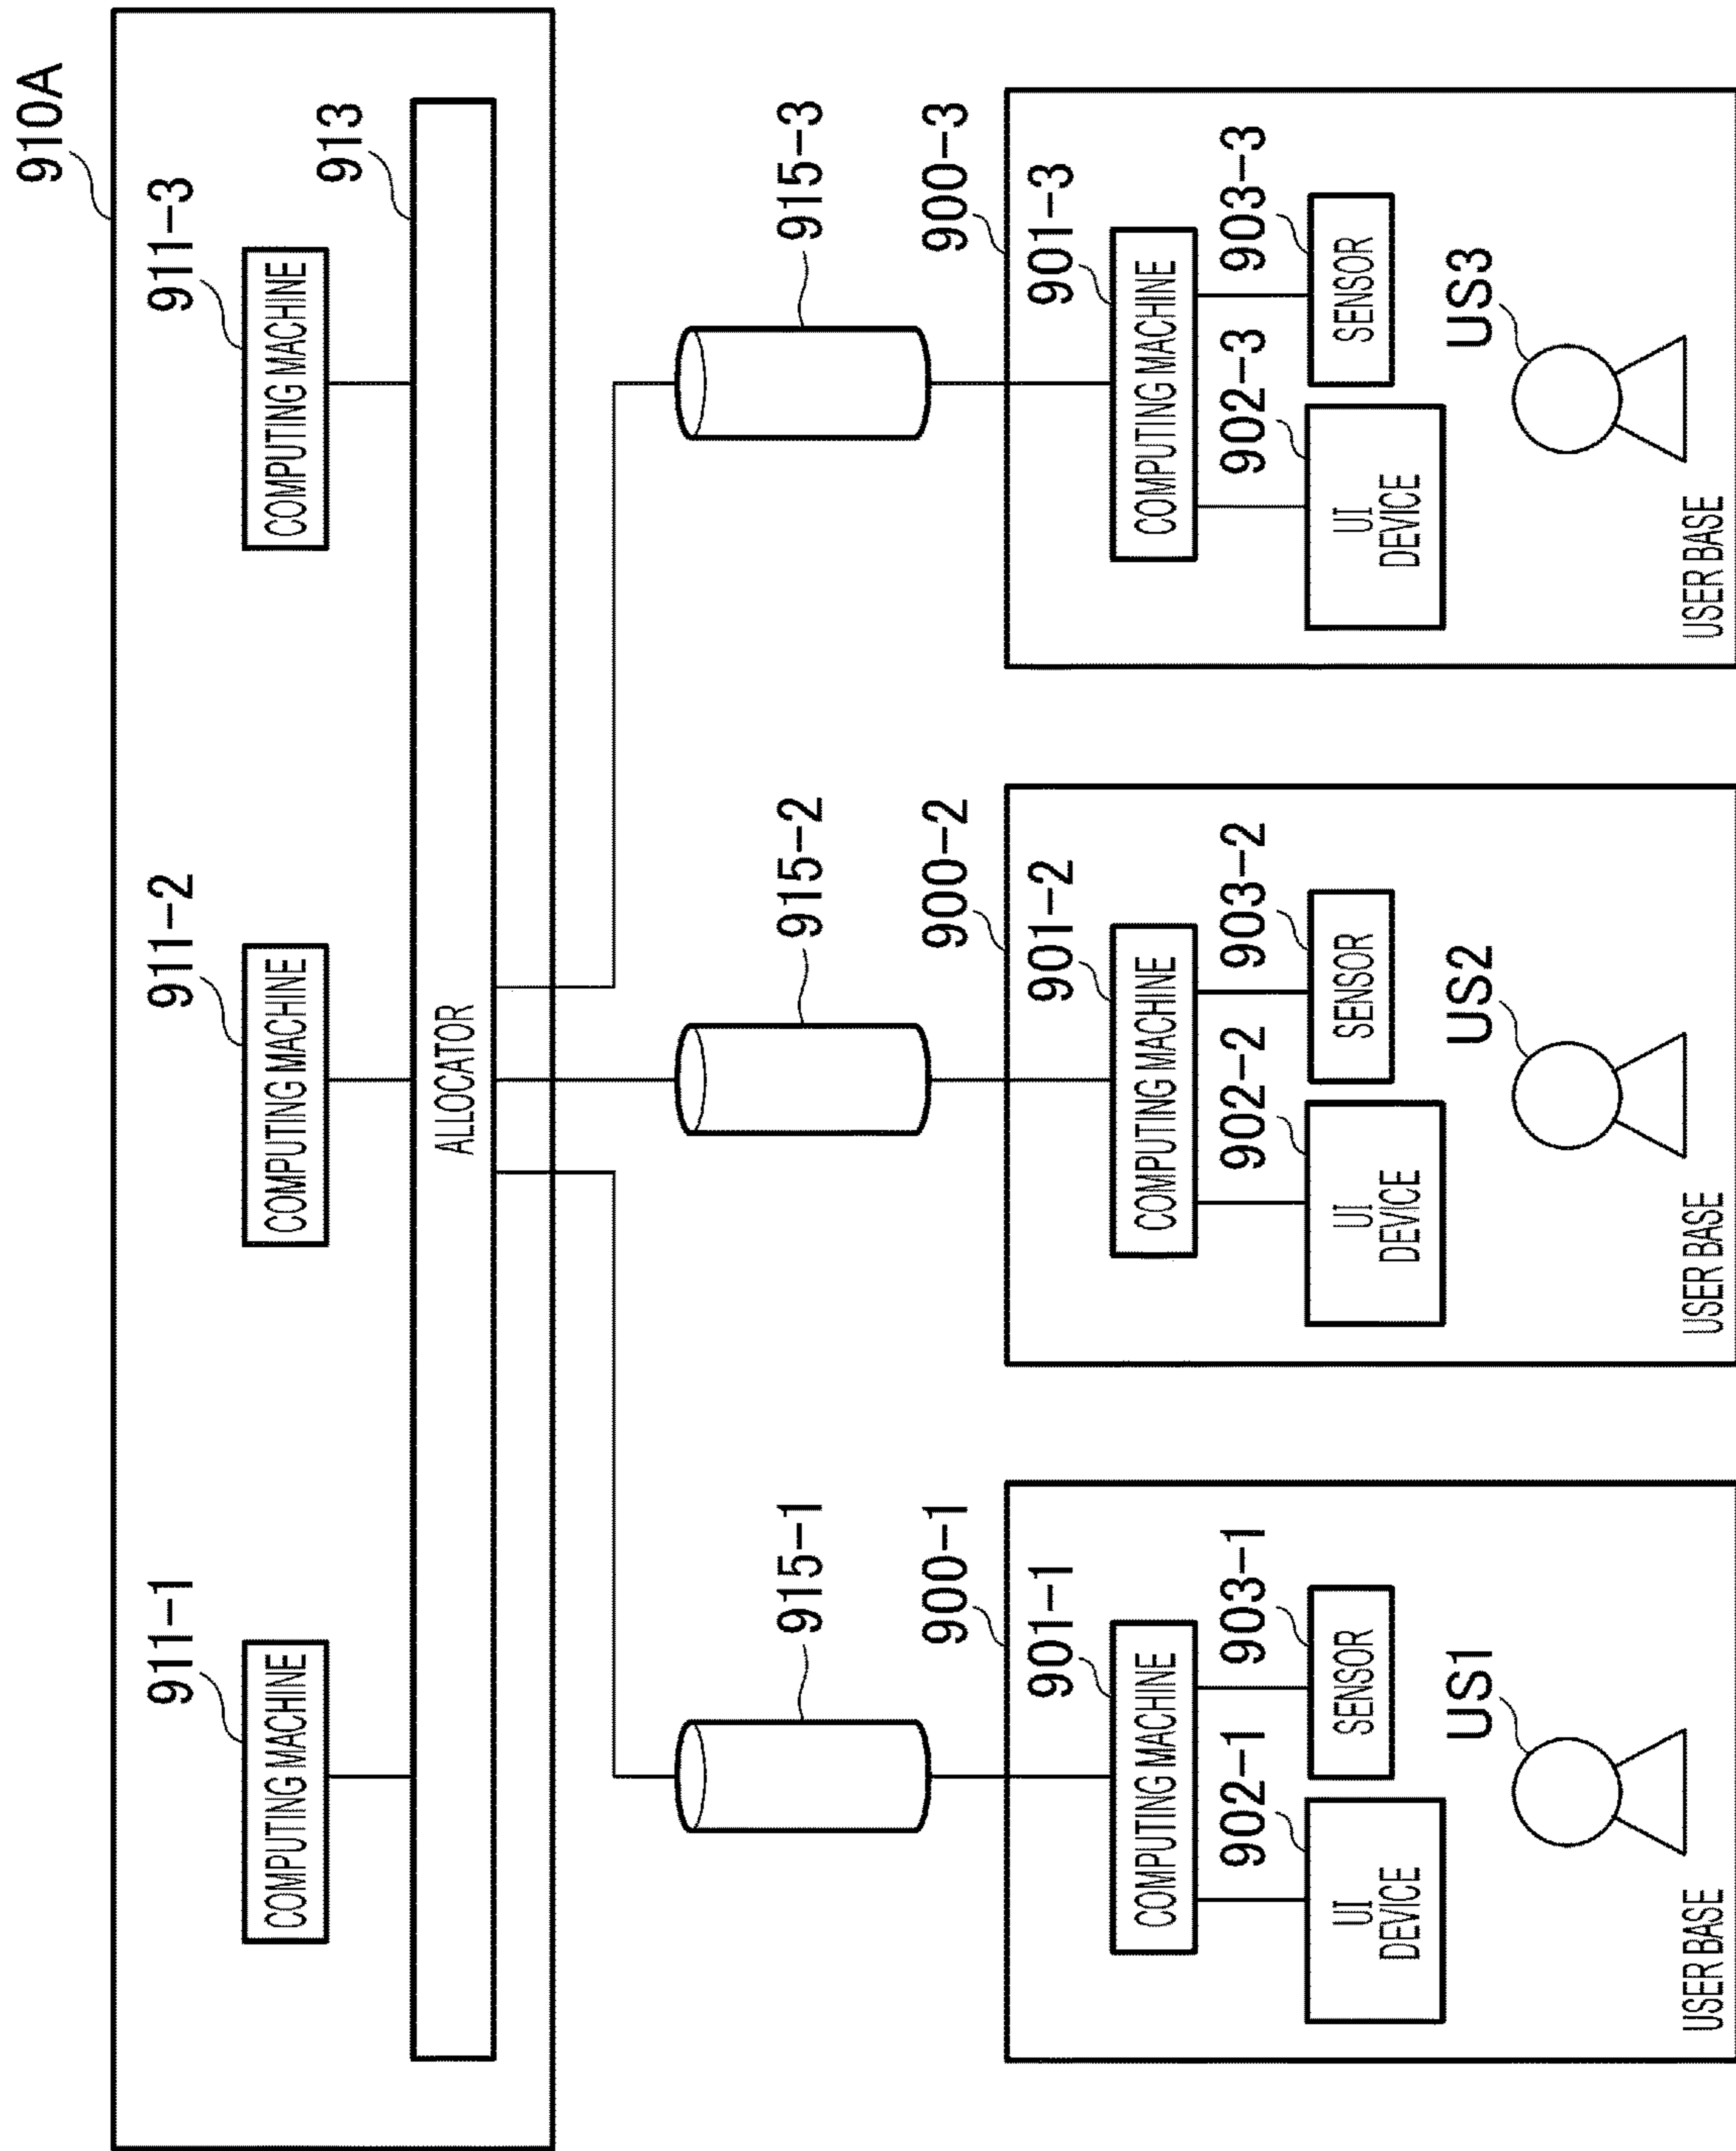 910A
911-1
911-2
911-3
COMPUTING MACHINE
COMPUTING MACHINE
COMPUTING MACHINE
913
ALLOCATOR
915-1
915-2
915-3
900-1
900-2
900-3
901-1
901-2
901-3
COMPUTING MACHINE
COMPUTING MACHINE
COMPUTING MACHINE
902-1
903-1
902-2
903-2
902-3
903-3
UI
DEVICE
SENSOR
UI
DEVICE
SENSOR
UI
DEVICE
SENSOR
US1
US2
US3
USER BASE
USER BASE
USER BASE